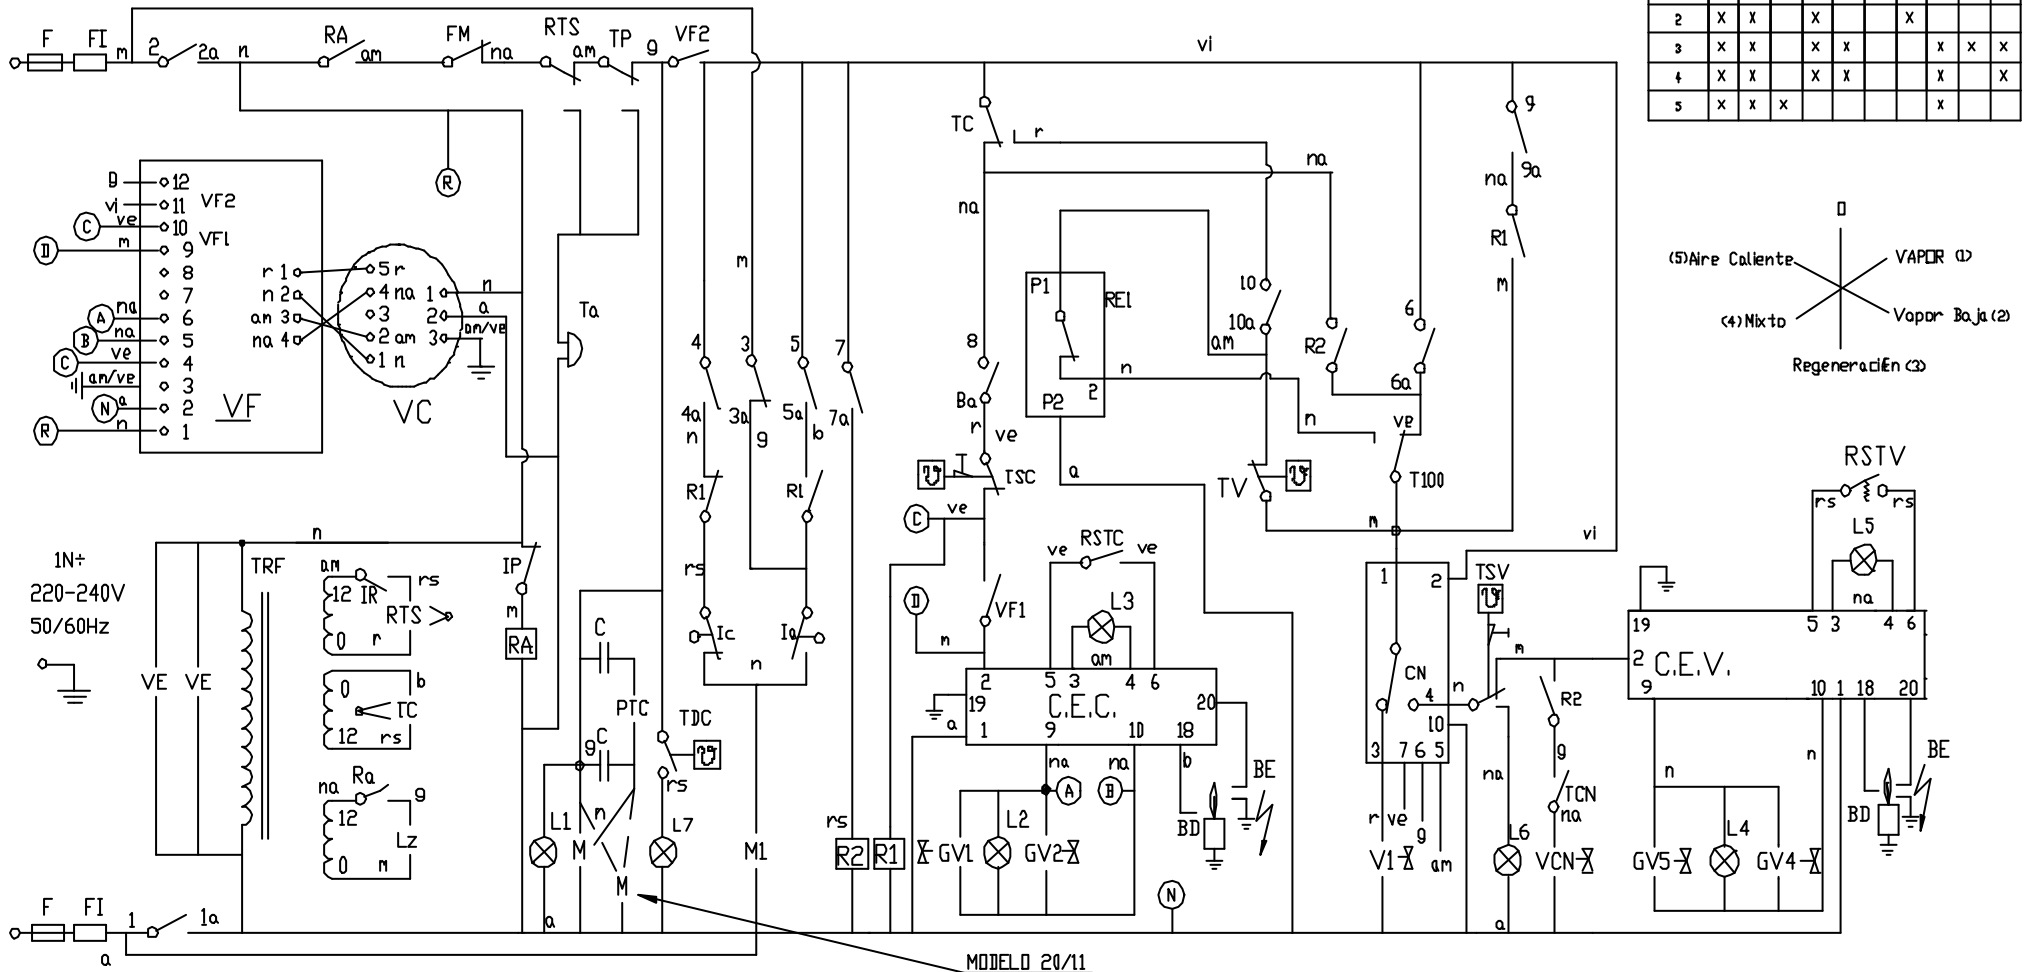 F FI m 2 2a n RA am FM na RTS am TP g VF2 vi
2 X X X X
3 X X X X X X X
4 X X X X X X
5 X X X X
TC r na 9 9a na R1 m
g 12
vi 11 VF2
C ve 10
D m 9 VF1
8
7
A na 6
B na 5
C ve 4
am/ve 3
N a 2
R n 1
VF
r 1
n 2
am 3
na 4
5 r
4 na
3
2 am
1 n
1 n
2 a
3 am/ve
VC
R
Ta
m
na
P1 RE1
P2 2
10
10a
am
n
R2
6
6a
ve
n
T100
TV
m
a
0
(5)Aire Caliente
VAPOR (1)
(4)Mixto
Vapor Baja(2)
Regeneración (3)
4 3 5 7
4a 3a 5a 7a
n g b
R1 R1
rs
Ic Ia
n
8
8a
r
ve
T TSC
C ve
D m
VF1
RSTV
rs rs
L5
na
vi
1N÷
220-240V
50/60Hz
VE VE
TRF
n
am 12 IR rs
RTS
0 r
0 b
TC
12 rs
na Ra g
12
Lz
0 m
IP
m
RA
C
PTC
g C
TDC
rs
L1 M n L7
M
a
M1
rs
R2 R1
RSTC
ve ve
L3
am
2 5 3 4 6
19 C.E.C. 20
a 1 9 10 18
na na b
A B
GV1 L2 GV2
BD BE
N
1 2
CN
4 n
10
3 7 6 5
r ve g am
V1
TSV
m
na
L6
R2
g
TCN
na
VCN
a
19 5 3 4 6
2 C.E.V.
9 10 1 18 20
n n
GV5 L4 GV4
BD BE
F FI 1 1a
a
MODELO 20/11